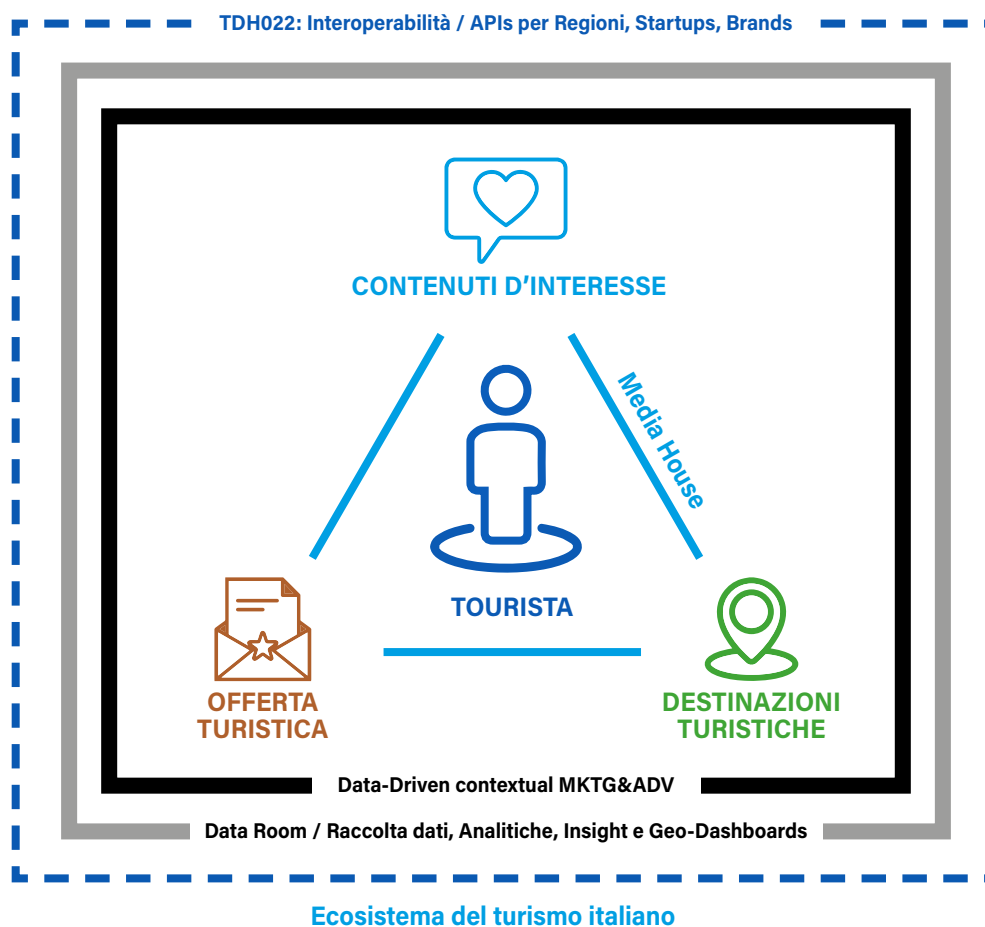 TDH022: Interoperabilità / APIs per Regioni, Startups, Brands
CONTENUTI D’INTERESSE
Media House
TOURISTA
OFFERTA
TURISTICA
DESTINAZIONI
TURISTICHE
Data-Driven contextual MKTG&ADV
Data Room / Raccolta dati, Analitiche, Insight e Geo-Dashboards
Ecosistema del turismo italiano